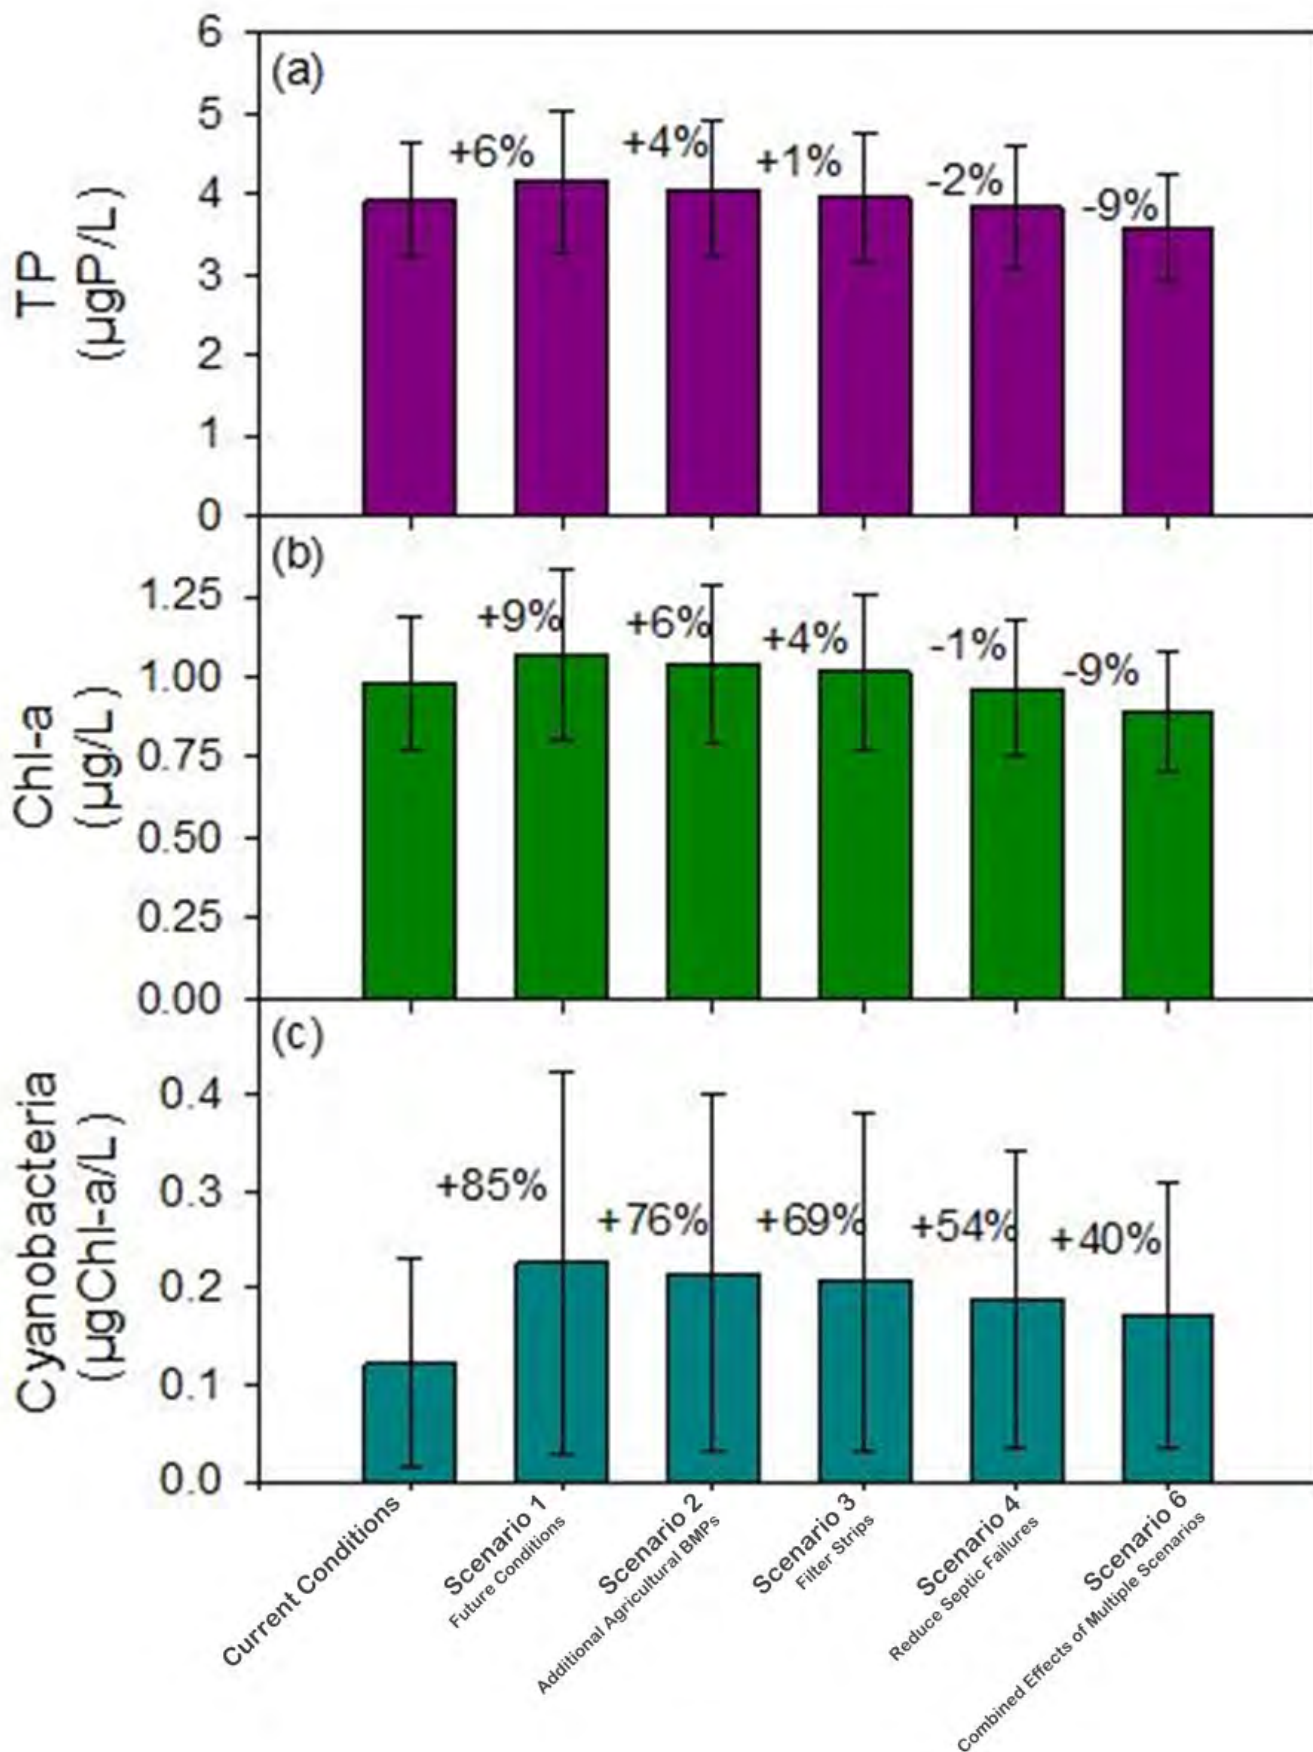 (a)
TP
(µgP/L)
6
5
4
3
2
1
0
+6%
+4%
+1%
-2%
-9%
(b)
Chl-a
(µg/L)
1.25
1.00
0.75
0.50
0.25
0.00
+9%
+6%
+4%
-1%
-9%
(c)
Cyanobacteria
(µgChl-a/L)
0.4
0.3
0.2
0.1
0.0
+85%
+76%
+69%
+54%
+40%
Current Conditions
Scenario 1
Future Conditions
Scenario 2
Additional Agricultural BMPs
Scenario 3
Filter Strips
Scenario 4
Reduce Septic Failures
Scenario 6
Combined Effects of Multiple Scenarios